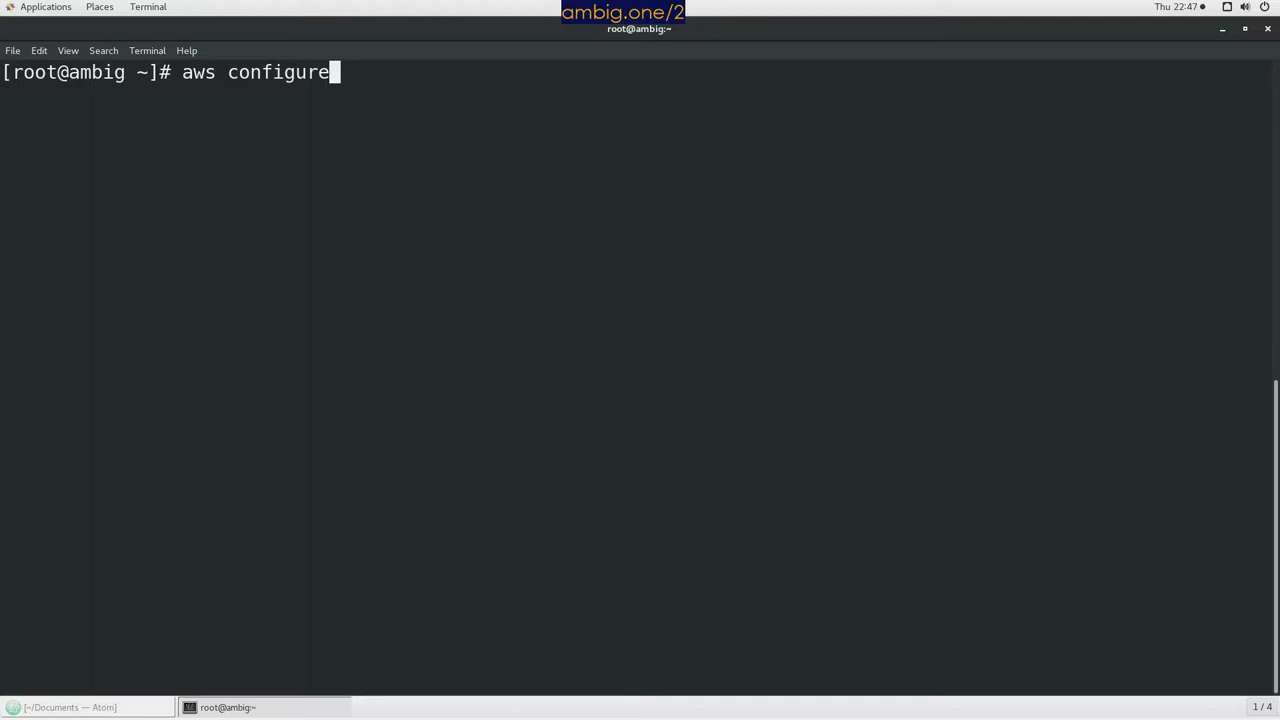 Applications Places Terminal ambig.one/2 Thu 22:47
root@ambig:~
File Edit View Search Terminal Help
[root@ambig ~]# aws configure
[~/Documents — Atom] root@ambig:~ 1 / 4